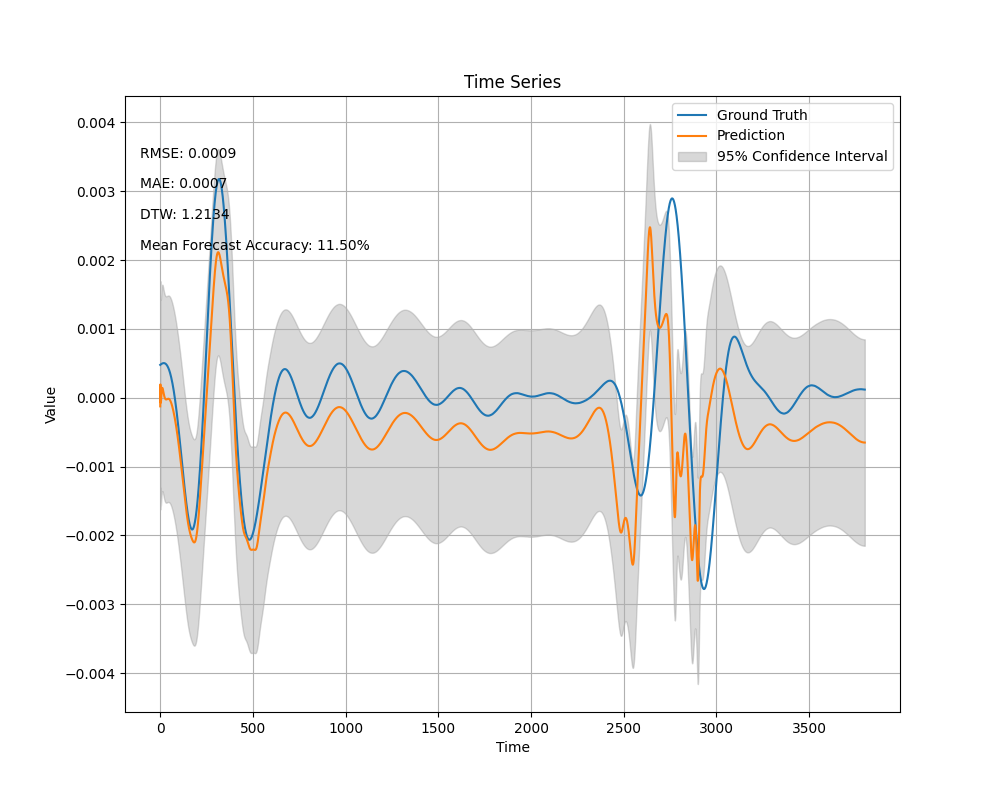 Time Series
Ground Truth
Prediction
95% Confidence Interval
RMSE: 0.0009
MAE: 0.0007
DTW: 1.2134
Mean Forecast Accuracy: 11.50%
Value
0.004
0.003
0.002
0.001
0.000
−0.001
−0.002
−0.003
−0.004
0 500 1000 1500 2000 2500 3000 3500
Time